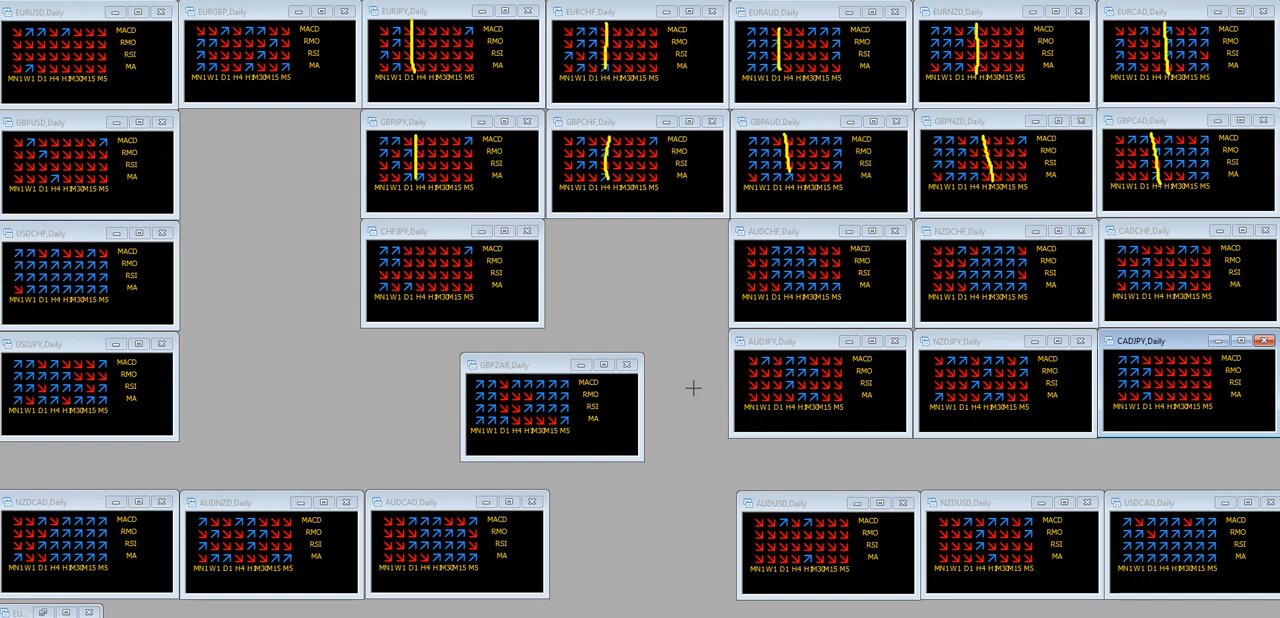 EURUSD,Daily
MACD
RMO
RSI
MA
MN1W1 D1 H4 H1M30M15 M5
EURGBP,Daily
MACD
RMO
RSI
MA
MN1W1 D1 H4 H1M30M15 M5
EURJPY,Daily
MACD
RMO
RSI
MA
MN1W1 D1 H4 H1M30M15 M5
EURCHF,Daily
MACD
RMO
RSI
MA
MN1W1 D1 H4 H1M30M15 M5
EURAUD,Daily
MACD
RMO
RSI
MA
MN1W1 D1 H4 H1M30M15 M5
EURNZD,Daily
MACD
RMO
RSI
MA
MN1W1 D1 H4 H1M30M15 M5
EURCAD,Daily
MACD
RMO
RSI
MA
MN1W1 D1 H4 H1M30M15 M5
GBPUSD,Daily
MACD
RMO
RSI
MA
MN1W1 D1 H4 H1M30M15 M5
GBPJPY,Daily
MACD
RMO
RSI
MA
MN1W1 D1 H4 H1M30M15 M5
GBPCHF,Daily
MACD
RMO
RSI
MA
MN1W1 D1 H4 H1M30M15 M5
GBPAUD,Daily
MACD
RMO
RSI
MA
MN1W1 D1 H4 H1M30M15 M5
GBPNZD,Daily
MACD
RMO
RSI
MA
MN1W1 D1 H4 H1M30M15 M5
GBPCAD,Daily
MACD
RMO
RSI
MA
MN1W1 D1 H4 H1M30M15 M5
USDCHF,Daily
MACD
RMO
RSI
MA
MN1W1 D1 H4 H1M30M15 M5
CHFJPY,Daily
MACD
RMO
RSI
MA
MN1W1 D1 H4 H1M30M15 M5
AUDCHF,Daily
MACD
RMO
RSI
MA
MN1W1 D1 H4 H1M30M15 M5
NZDCHF,Daily
MACD
RMO
RSI
MA
MN1W1 D1 H4 H1M30M15 M5
CADCHF,Daily
MACD
RMO
RSI
MA
MN1W1 D1 H4 H1M30M15 M5
USDJPY,Daily
MACD
RMO
RSI
MA
MN1W1 D1 H4 H1M30M15 M5
GBPZAR,Daily
MACD
RMO
RSI
MA
MN1W1 D1 H4 H1M30M15 M5
AUDJPY,Daily
MACD
RMO
RSI
MA
MN1W1 D1 H4 H1M30M15 M5
NZDJPY,Daily
MACD
RMO
RSI
MA
MN1W1 D1 H4 H1M30M15 M5
CADJPY,Daily
MACD
RMO
RSI
MA
MN1W1 D1 H4 H1M30M15 M5
NZDCAD,Daily
MACD
RMO
RSI
MA
MN1W1 D1 H4 H1M30M15 M5
AUDNZD,Daily
MACD
RMO
RSI
MA
MN1W1 D1 H4 H1M30M15 M5
AUDCAD,Daily
MACD
RMO
RSI
MA
MN1W1 D1 H4 H1M30M15 M5
AUDUSD,Daily
MACD
RMO
RSI
MA
MN1W1 D1 H4 H1M30M15 M5
NZDUSD,Daily
MACD
RMO
RSI
MA
MN1W1 D1 H4 H1M30M15 M5
USDCAD,Daily
MACD
RMO
RSI
MA
MN1W1 D1 H4 H1M30M15 M5
EU...